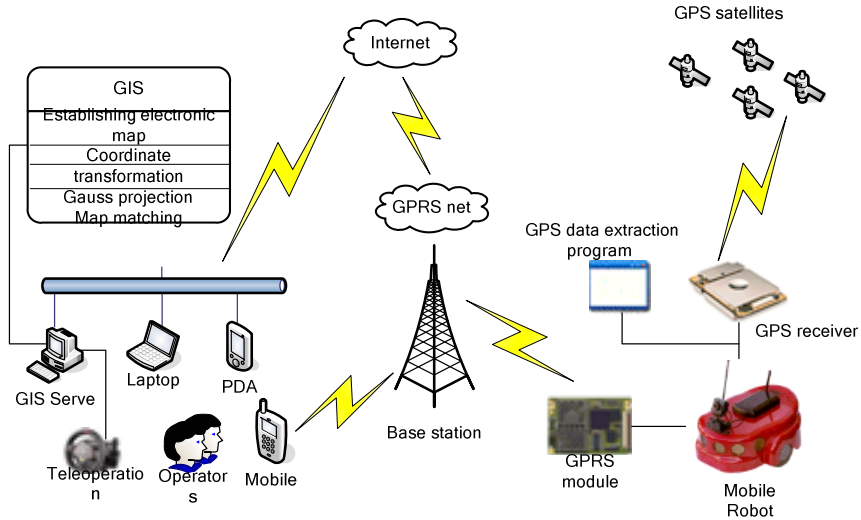 GPS satellites
Internet
GIS
Establishing electronic
map
Coordinate
transformation
Gauss projection
Map matching
GPRS net
GPS data extraction
program
GPS receiver
GIS Serve
Laptop
PDA
Base station
Teleoperatio
n
Operator
s
Mobile
GPRS
module
Mobile
Robot